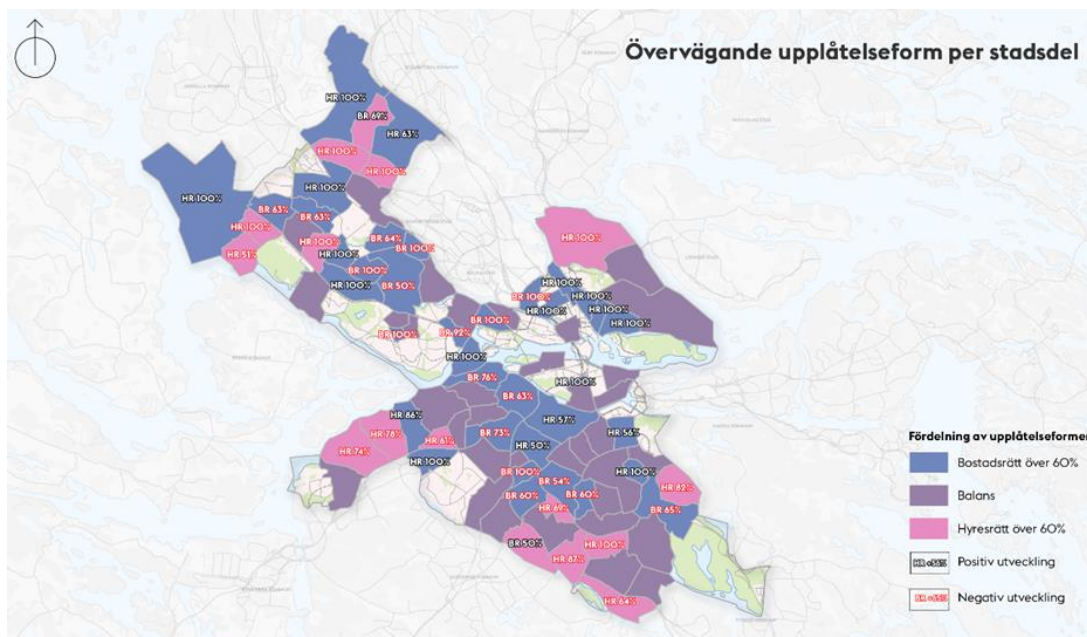 Övervägande upplåtelseform per stadsdel
HR 100%
BR 69%
HR 63%
HR 100%
HR 100%
HR 100%
HR 100%
BR 63%
BR 63%
HR 100%
HR 100%
HR 51%
HR 100%
BR 64%
BR 100%
BR 100%
HR 100%
BR 50%
HR 100%
HR 100%
HR 100%
BR 100%
HR 100%
HR 100%
HR 100%
BR 100%
BR 92%
BR 100%
HR 100%
BR 76%
HR 100%
BR 63%
HR 86%
HR 57%
HR 78%
HR 61%
BR 73%
HR 56%
HR 74%
HR 50%
HR 100%
BR 100%
HR 100%
BR 54%
HR 82%
BR 60%
BR 60%
HR 69%
BR 65%
BR 50%
HR 100%
HR 87%
HR 64%
Fördelning av upplåtelseformer
Bostadsrätt över 60%
Balans
Hyresrätt över 60%
Positiv utveckling
Negativ utveckling